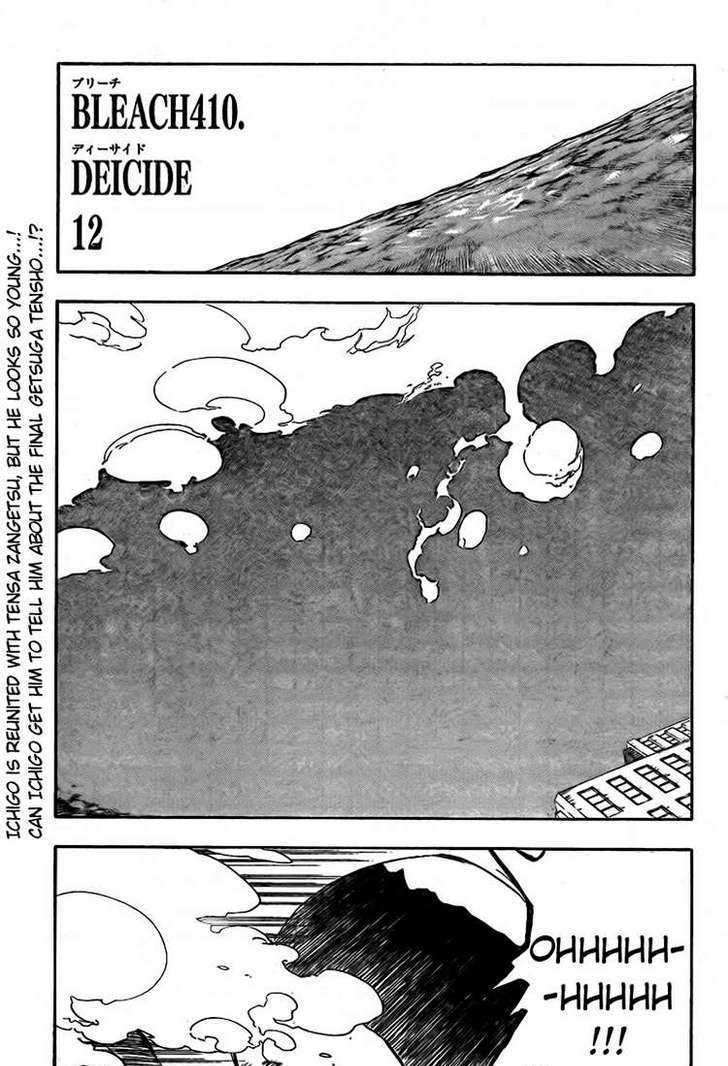 ブリーチ
BLEACH410.
ディーサイド
DEICIDE
12
ICHIGO IS REUNITED WITH TENSA ZANGETSU, BUT HE LOOKS SO YOUNG...!
CAN ICHIGO GET HIM TO TELL HIM ABOUT THE FINAL GETSUGA TENSHO...!?
OHHHHH-
-HHHHH
!!!